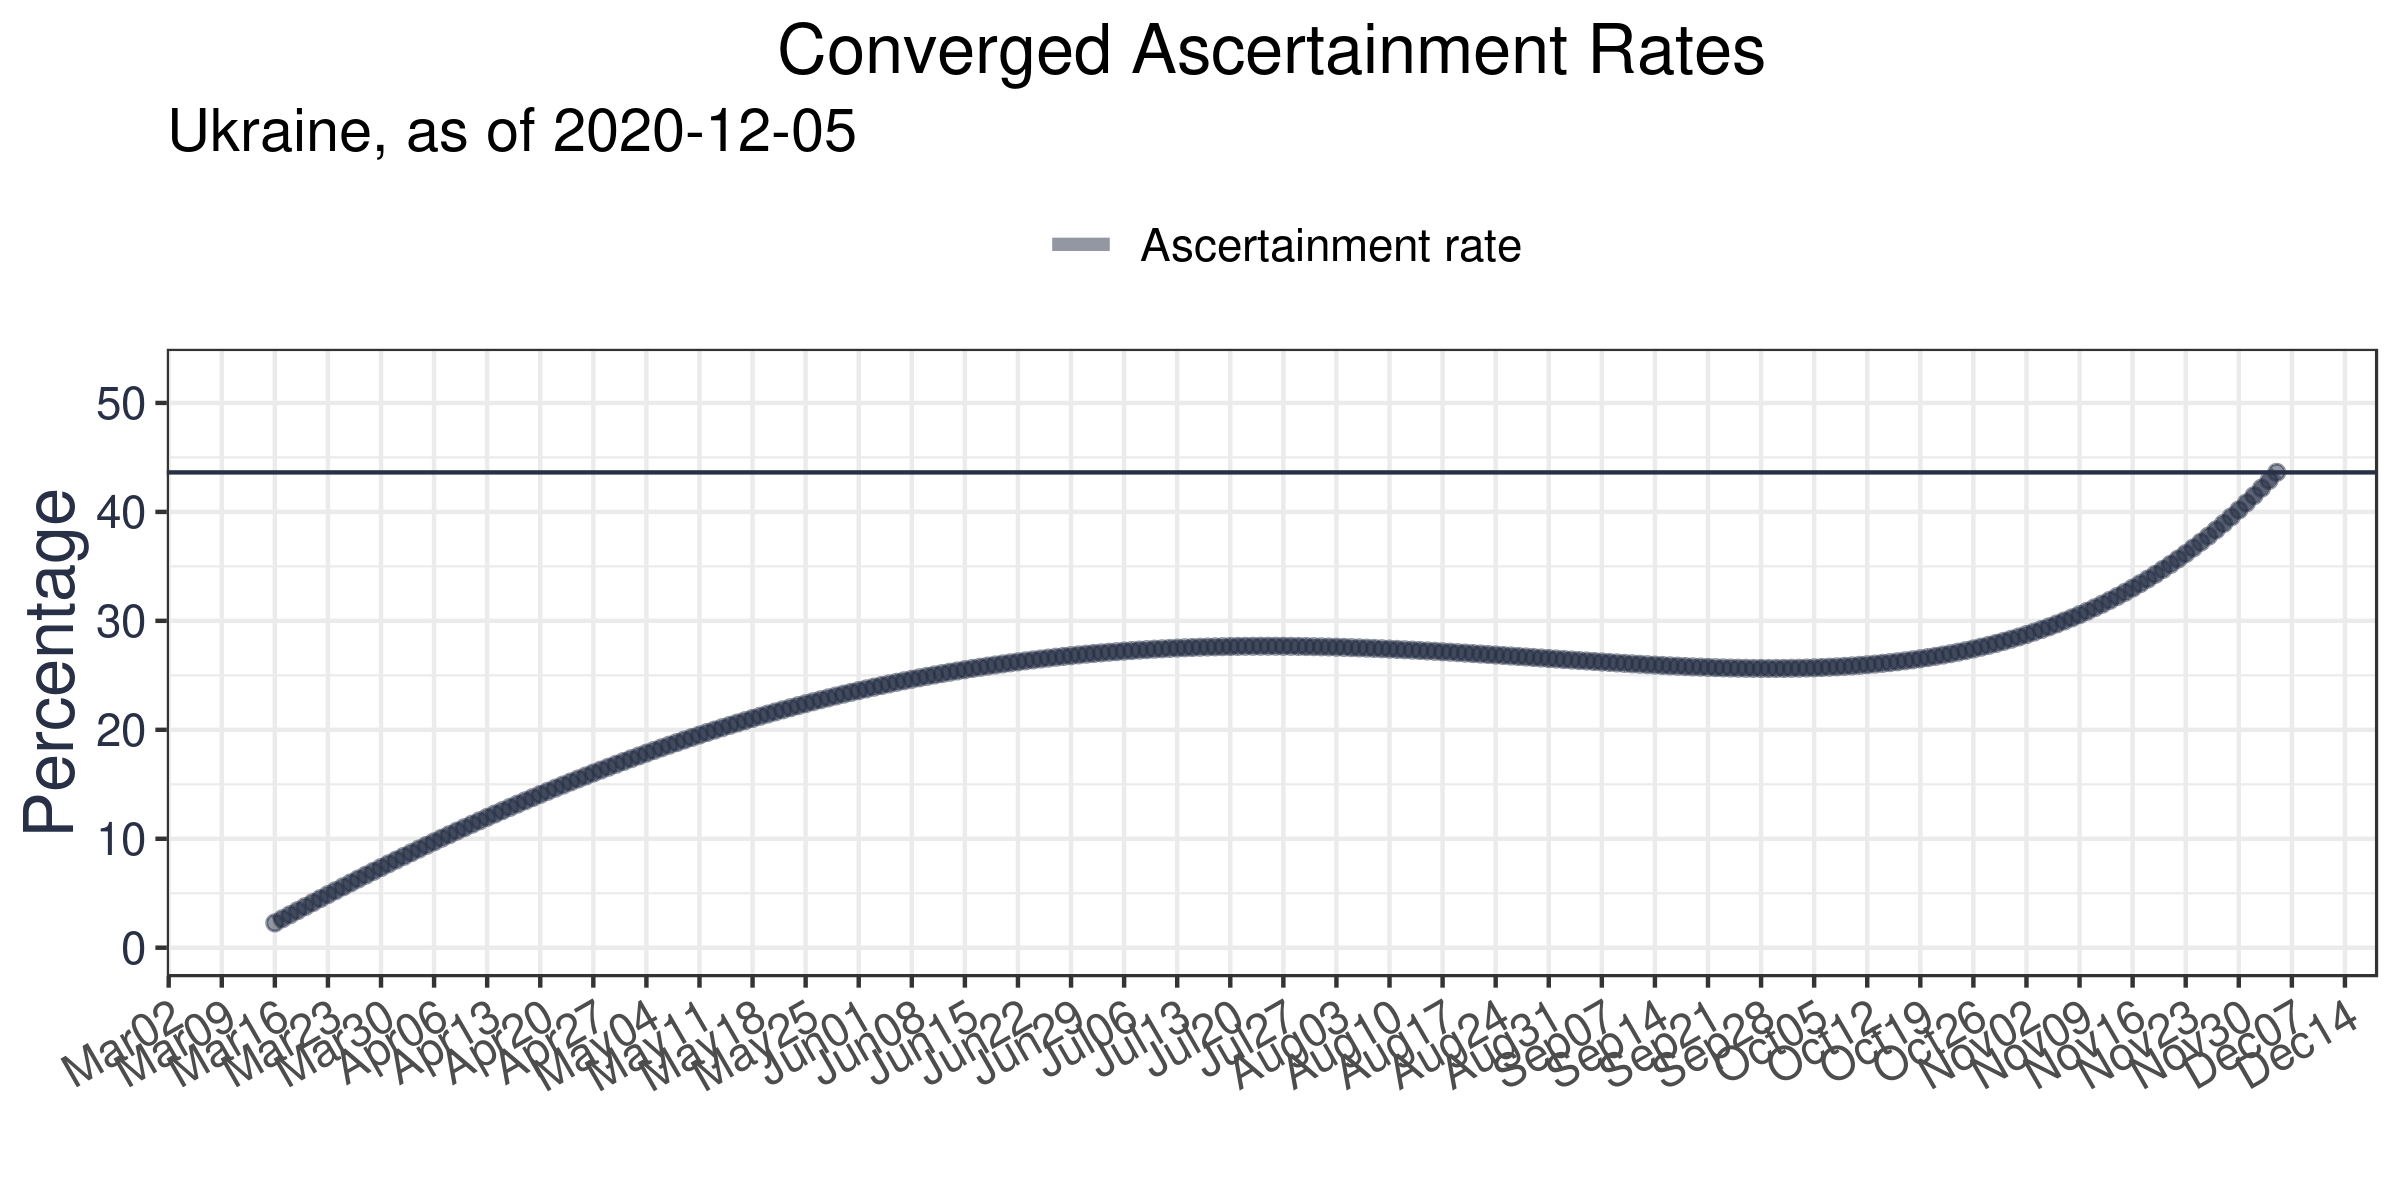 Converged Ascertainment Rates
Ukraine, as of 2020-12-05
Ascertainment rate
Percentage
50
40
30
20
10
0
Mar02
Mar09
Mar16
Mar23
Mar30
Apr06
Apr13
Apr20
Apr27
May04
May11
May18
May25
Jun01
Jun08
Jun15
Jun22
Jun29
Jul06
Jul13
Jul20
Jul27
Aug03
Aug10
Aug17
Aug24
Aug31
Sep07
Sep14
Sep21
Sep28
Oct05
Oct12
Oct19
Oct26
Nov02
Nov09
Nov16
Nov23
Nov30
Dec07
Dec14